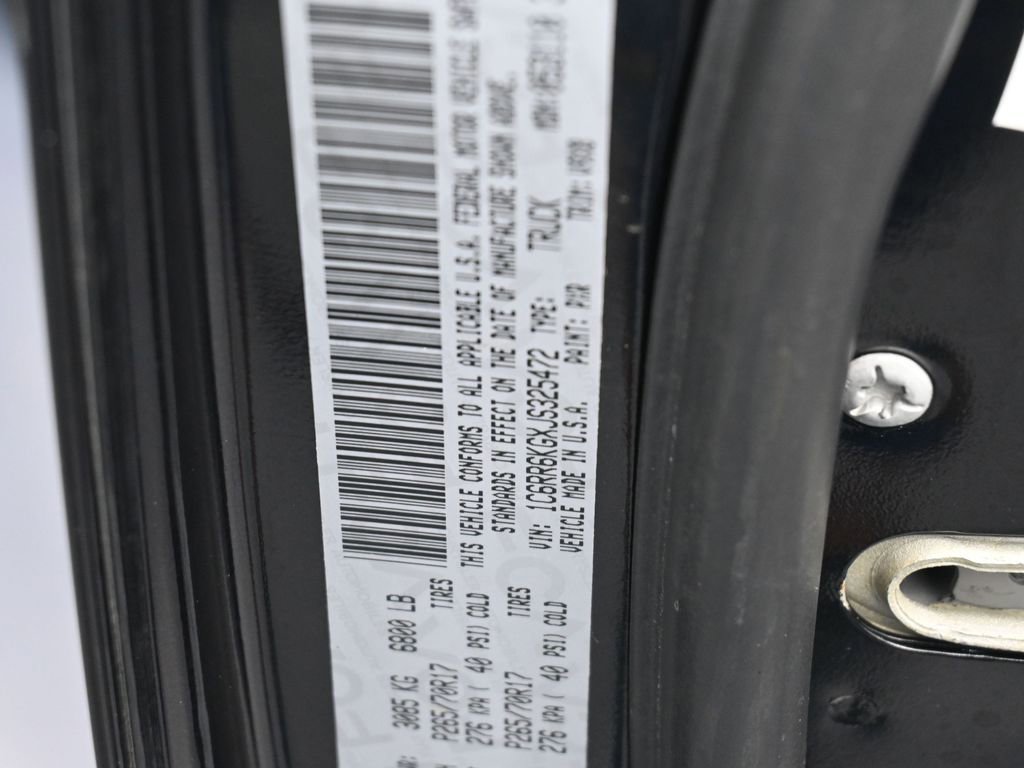 3085 KG 6800 LB
P265/70R17 TIRES
276 KPA ( 40 PSI) COLD
P265/70R17 TIRES
276 KPA ( 40 PSI) COLD
THIS VEHICLE CONFORMS TO ALL APPLICABLE U.S.A. FEDERAL MOTOR VEHICLE
STANDARDS IN EFFECT ON THE DATE OF MANUFACTURE SHOWN ABOVE.
VIN: 1C6RR6KGXJS325472 TYPE: TRUCK
VEHICLE MADE IN U.S.A. PAINT: PXR